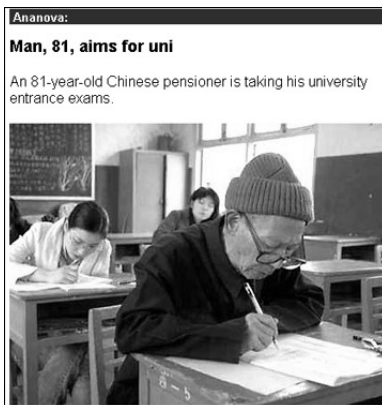 Ananova:
Man, 81, aims for uni
An 81-year-old Chinese pensioner is taking his university
entrance exams.